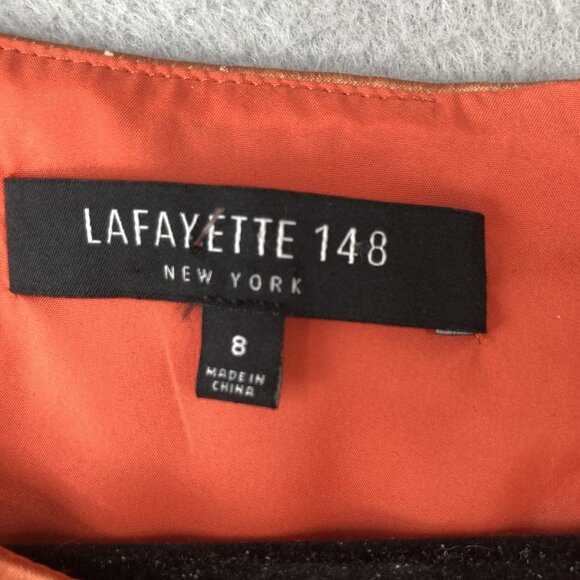 LAFAYETTE 148
NEW YORK
8
MADE IN
CHINA